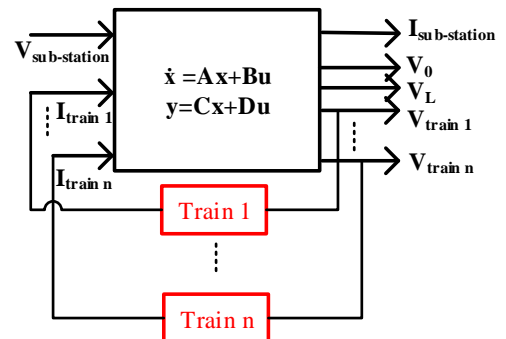 V_sub-station
I_train 1
I_train n
ẋ =Ax+Bu
y=Cx+Du
I_sub-station
V_0
V_L
V_train 1
V_train n
Train 1
Train n